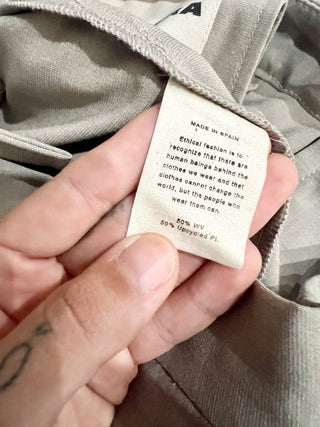 MADE IN SPAIN
Ethical fashion is to
recognize that there are
human beings behind the
clothes we wear and that
clothes cannot change the
world, but the people who
wear them can.
50% WV
50% Upcycled PL